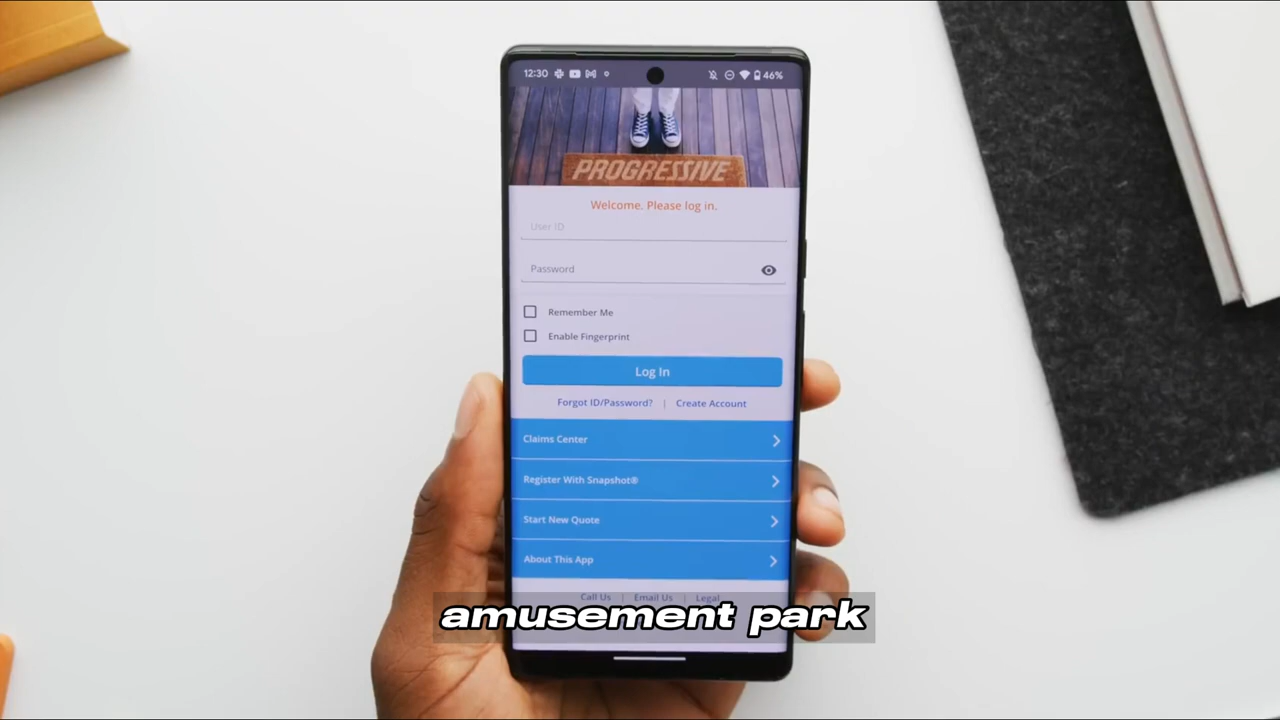 12:30
46%
PROGRESSIVE
Welcome. Please log in.
User ID
Password
Remember Me
Enable Fingerprint
Log In
Forgot ID/Password? | Create Account
Claims Center
Register With Snapshot®
Start New Quote
About This App
Call Us | Email Us | Legal
amusement park